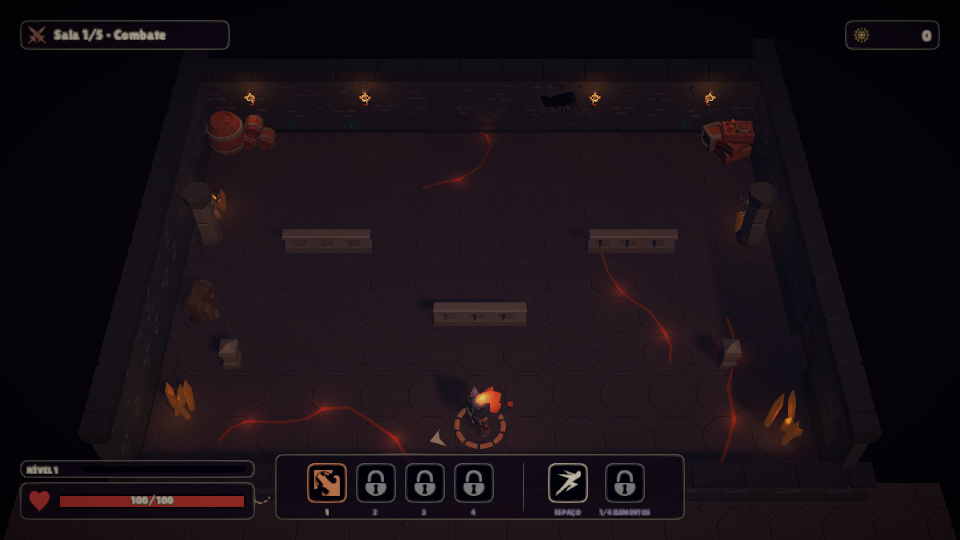 Sala 1/5 - Combate
0
NÍVEL 1
100/100
1
2
3
4
ESPAÇO
1/4 ELEMENTOS